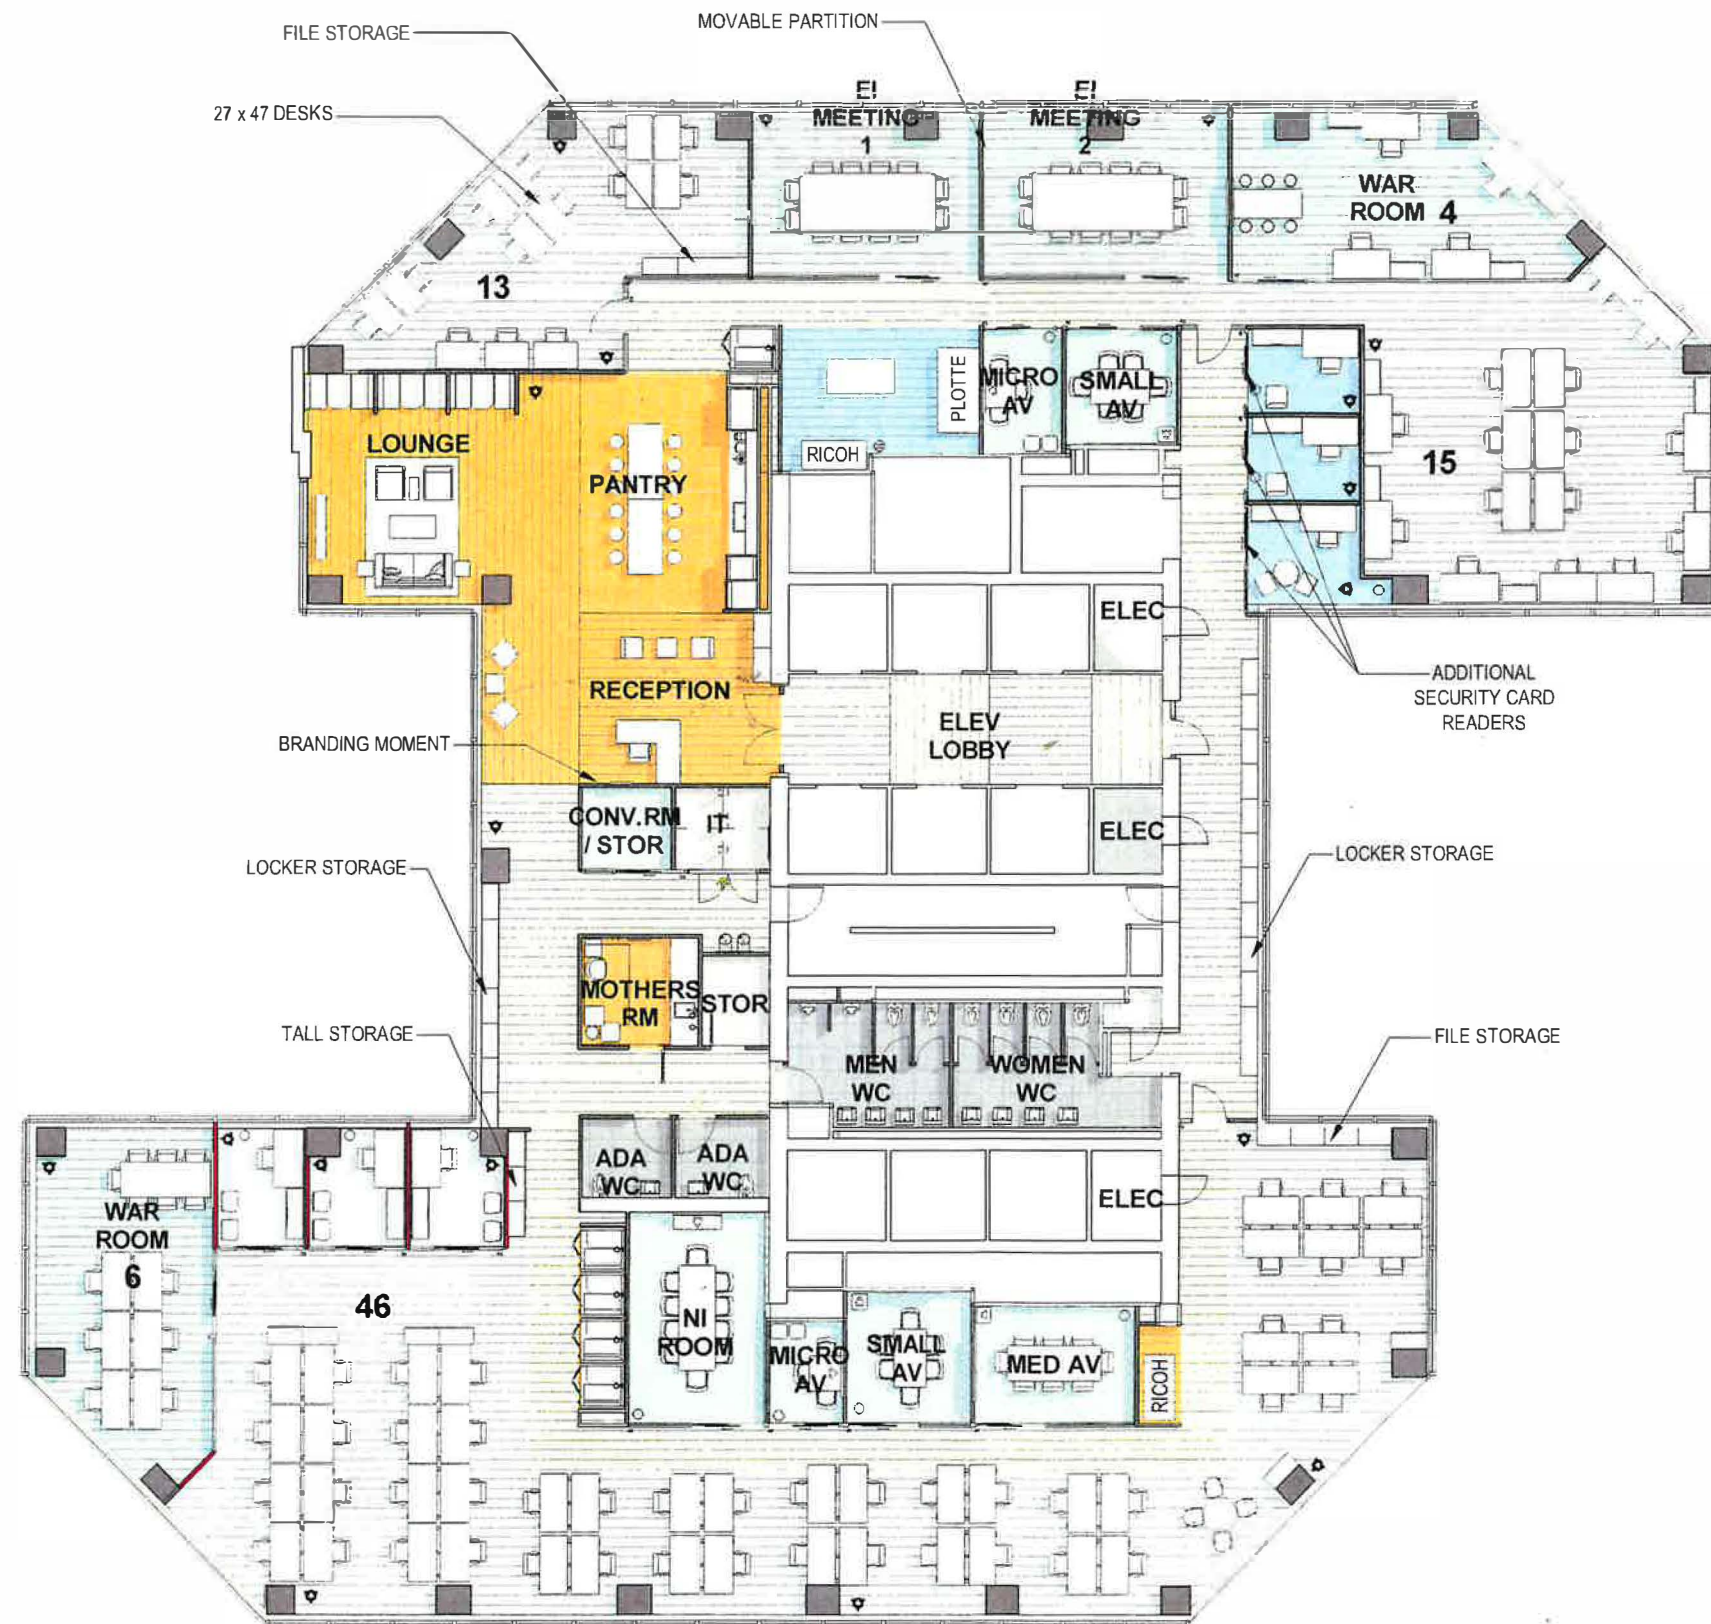 MOVABLE PARTITION
FILE STORAGE
27 x 47 DESKS
EI
MEETING
1
EI
MEETING
2
WAR
ROOM 4
13
PLOTTE
MICRO
AV
SMALL
AV
RICOH
LOUNGE
PANTRY
15
ELEC
RECEPTION
ELEV
LOBBY
ADDITIONAL
SECURITY CARD
READERS
BRANDING MOMENT
CONV.RM
/ STOR
IT
ELEC
LOCKER STORAGE
LOCKER STORAGE
MOTHERS
RM
STOR
TALL STORAGE
MEN
WC
WOMEN
WC
FILE STORAGE
ADA
WC
ADA
WC
ELEC
WAR
ROOM
6
46
NI
ROOM
MICRO
AV
SMALL
AV
MED AV
RICOH